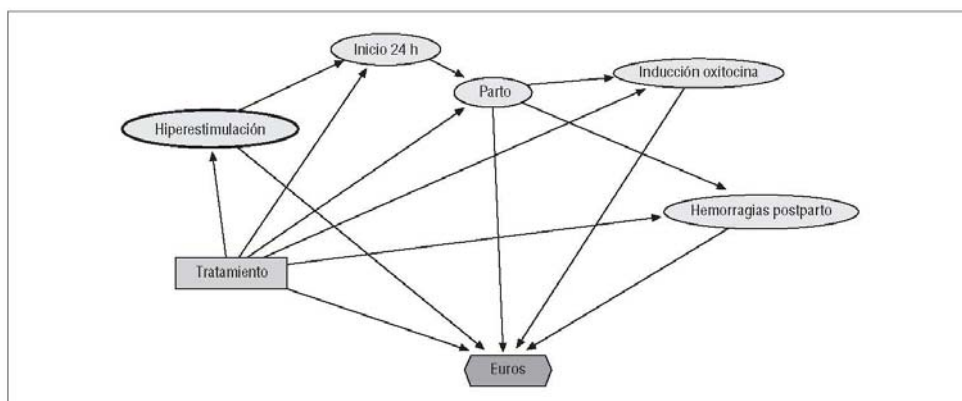 Inicio 24 h
Inducción oxitocina
Parto
Hiperestimulación
Hemorragias postparto
Tratamiento
Euros